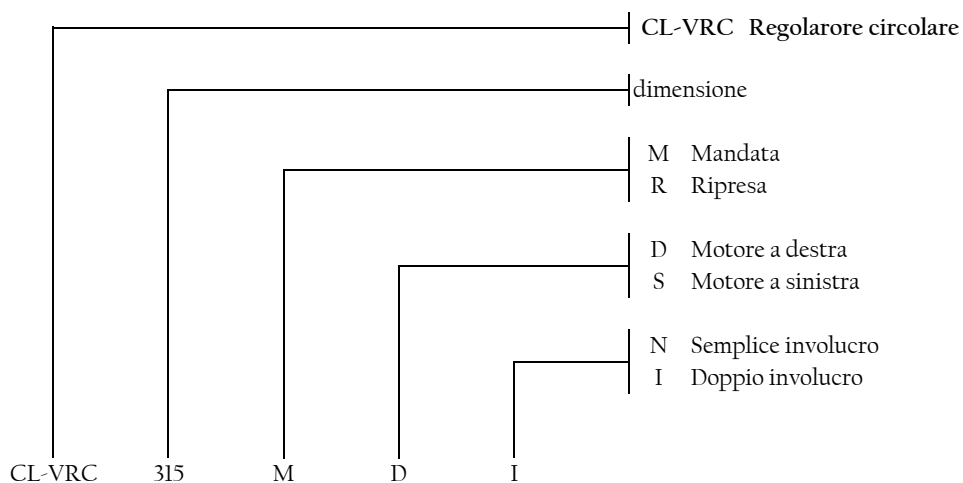 CL-VRC Regolarore circolare
dimensione
M Mandata
R Ripresa
D Motore a destra
S Motore a sinistra
N Semplice involucro
I Doppio involucro
CL-VRC 315 M D I